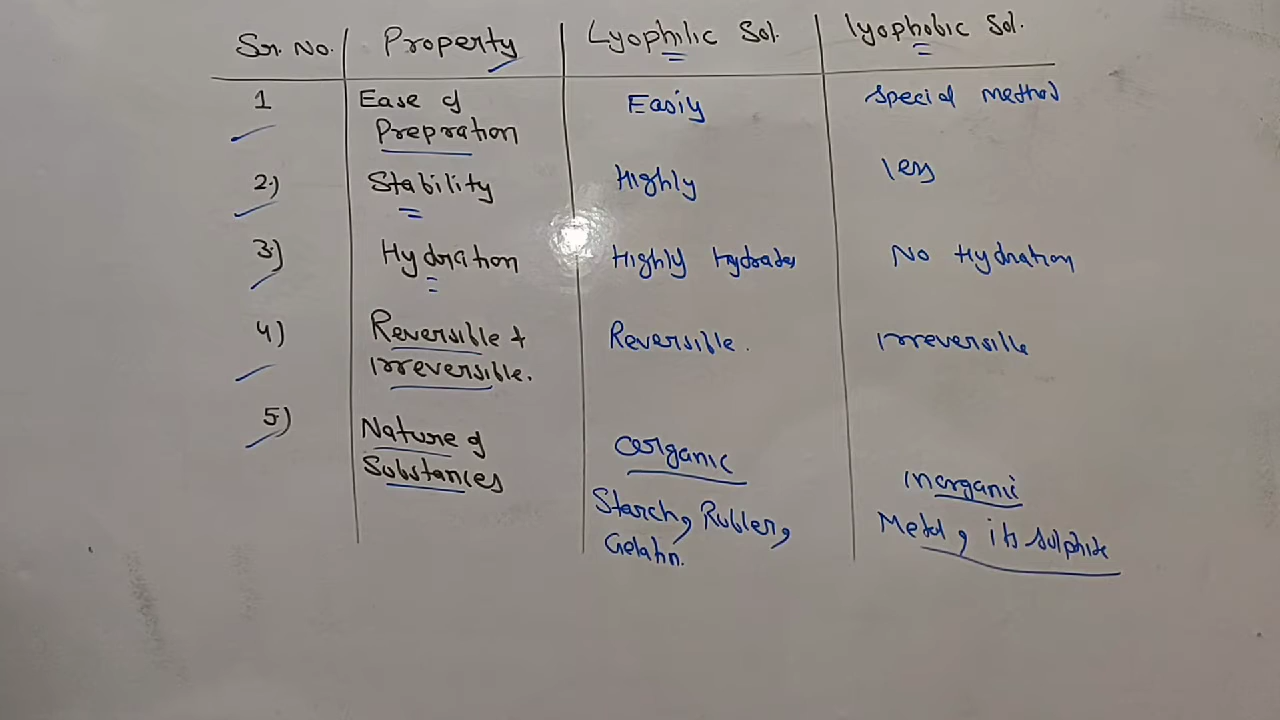 Sr. No. Property Lyophilic Sol. lyophobic Sol.
1 Ease of Easily Special method
Prepration
2.) Stability Highly less
3.) Hydration Highly Hydrates No Hydration
4) Reversible + Reversible. irreversible
irreversible.
5.) Nature of
Substances
organic
inorganic
Starch, Rubber, Metal, its sulphide
Gelatin.